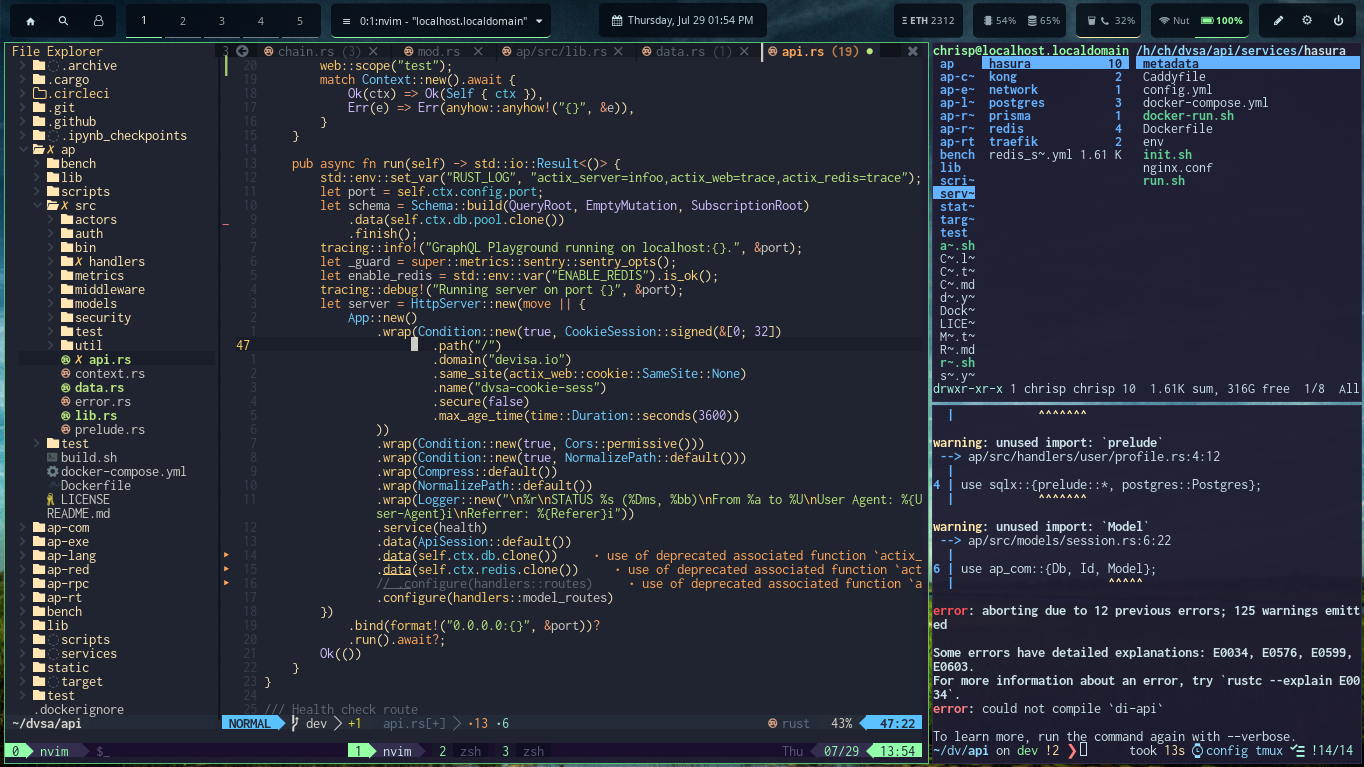 1 2 3 4 5
0:1:nvim - "localhost.localdomain"
Thursday, Jul 29 01:54 PM
ETH 2312
54% 65%
32%
Nut 100%
File Explorer
.archive
.cargo
.circleci
.git
.github
.ipynb_checkpoints
ap
bench
lib
scripts
src
actors
auth
bin
handlers
metrics
middleware
models
security
test
util
api.rs
context.rs
data.rs
error.rs
lib.rs
prelude.rs
test
build.sh
docker-compose.yml
Dockerfile
LICENSE
README.md
ap-com
ap-exe
ap-lang
ap-red
ap-rpc
ap-rt
bench
lib
scripts
services
static
target
test
.dockerignore
~/dvsa/api
3 chain.rs (3) mod.rs ap/src/lib.rs data.rs (1) api.rs (19)
20 web::scope("test");
19 match Context::new().await {
18 Ok(ctx) => Ok(Self { ctx }),
17 Err(e) => Err(anyhow::anyhow!("{}", &e)),
16 }
15 }
14
13 pub async fn run(self) -> std::io::Result<()> {
12 std::env::set_var("RUST_LOG", "actix_server=infoo,actix_web=trace,actix_redis=trace");
11 let port = self.ctx.config.port;
10 let schema = Schema::build(QueryRoot, EmptyMutation, SubscriptionRoot)
9 .data(self.ctx.db.pool.clone())
8 .finish();
7 tracing::info!("GraphQL Playground running on localhost:{}.", &port);
6 let _guard = super::metrics::sentry::sentry_opts();
5 let enable_redis = std::env::var("ENABLE_REDIS").is_ok();
4 tracing::debug!("Running server on port {}", &port);
3 let server = HttpServer::new(move || {
2 App::new()
1 .wrap(Condition::new(true, CookieSession::signed(&[0; 32])
47 .path("/")
1 .domain("devisa.io")
2 .same_site(actix_web::cookie::SameSite::None)
3 .name("dvsa-cookie-sess")
4 .secure(false)
5 .max_age_time(time::Duration::seconds(3600))
6 ))
7 .wrap(Condition::new(true, Cors::permissive()))
8 .wrap(Condition::new(true, NormalizePath::default()))
9 .wrap(Compress::default())
10 .wrap(NormalizePath::default())
11 .wrap(Logger::new("\n%r\nSTATUS %s (%Dms, %bb)\nFrom %a to %U\nUser Agent: %{U
ser-Agent}i\nReferrer: %{Referer}i"))
12 .service(health)
13 .data(ApiSession::default())
14 .data(self.ctx.db.clone()) · use of deprecated associated function `actix_
15 .data(self.ctx.redis.clone()) · use of deprecated associated function `act
16 // .configure(handlers::routes) · use of deprecated associated function `a
17 .configure(handlers::model_routes)
18 })
19 .bind(format!("0.0.0.0:{}", &port))?
20 .run().await?;
21 Ok(())
22 }
23 }
24
25 /// Health check route
NORMAL dev +1 api.rs[+] ·13 ·6 rust 43% 47:22
0 nvim $_ 1 nvim 2 zsh 3 zsh Thu 07/29 13:54
chrisp@localhost.localdomain /h/ch/dvsa/api/services/hasura
ap hasura 10 metadata
ap-c~ kong 2 Caddyfile
ap-e~ network 1 config.yml
ap-l~ postgres 3 docker-compose.yml
ap-r~ prisma 1 docker-run.sh
ap-r~ redis 4 Dockerfile
ap-rt traefik 2 env
bench redis_s~.yml 1.61 K init.sh
lib nginx.conf
scri~ run.sh
serv~
stat~
targ~
test
a~.sh
C~.l~
C~.t~
C~.md
d~.y~
Dock~
LICE~
M~.t~
R~.md
r~.sh
s~.y~
drwxr-xr-x 1 chrisp chrisp 10 1.61K sum, 316G free 1/8 All
| ^^^^^^^
warning: unused import: `prelude`
--> ap/src/handlers/user/profile.rs:4:12
|
4 | use sqlx::{prelude::*, postgres::Postgres};
| ^^^^^^^
warning: unused import: `Model`
--> ap/src/models/session.rs:6:22
|
6 | use ap_com::{Db, Id, Model};
| ^^^^^
error: aborting due to 12 previous errors; 125 warnings emitt
ed
Some errors have detailed explanations: E0034, E0576, E0599,
E0603.
For more information about an error, try `rustc --explain E00
34`.
error: could not compile `di-api`
To learn more, run the command again with --verbose.
~/dv/api on dev !2 ❯ took 13s config tmux !14/14